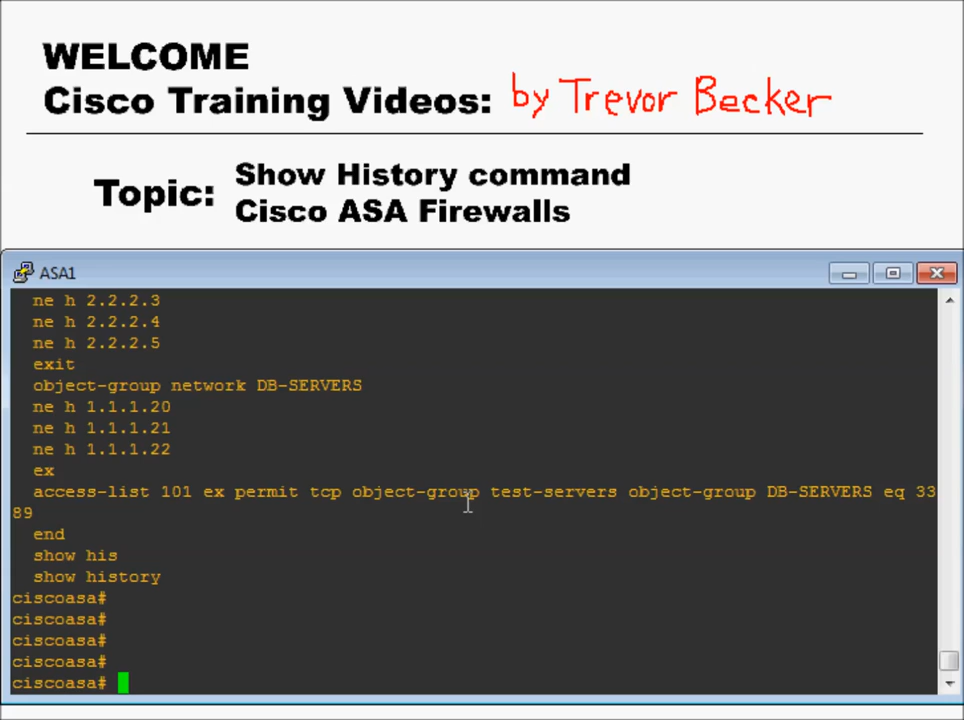 WELCOME
Cisco Training Videos: by Trevor Becker
Topic: Show History command
Cisco ASA Firewalls
ASA1
ne h 2.2.2.3
ne h 2.2.2.4
ne h 2.2.2.5
exit
object-group network DB-SERVERS
ne h 1.1.1.20
ne h 1.1.1.21
ne h 1.1.1.22
ex
access-list 101 ex permit tcp object-group test-servers object-group DB-SERVERS eq 33
89
end
show his
show history
ciscoasa#
ciscoasa#
ciscoasa#
ciscoasa#
ciscoasa#